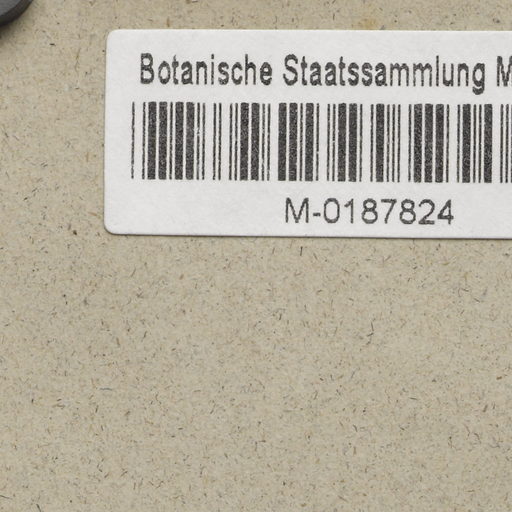 Botanische Staatssammlung M
M-0187824